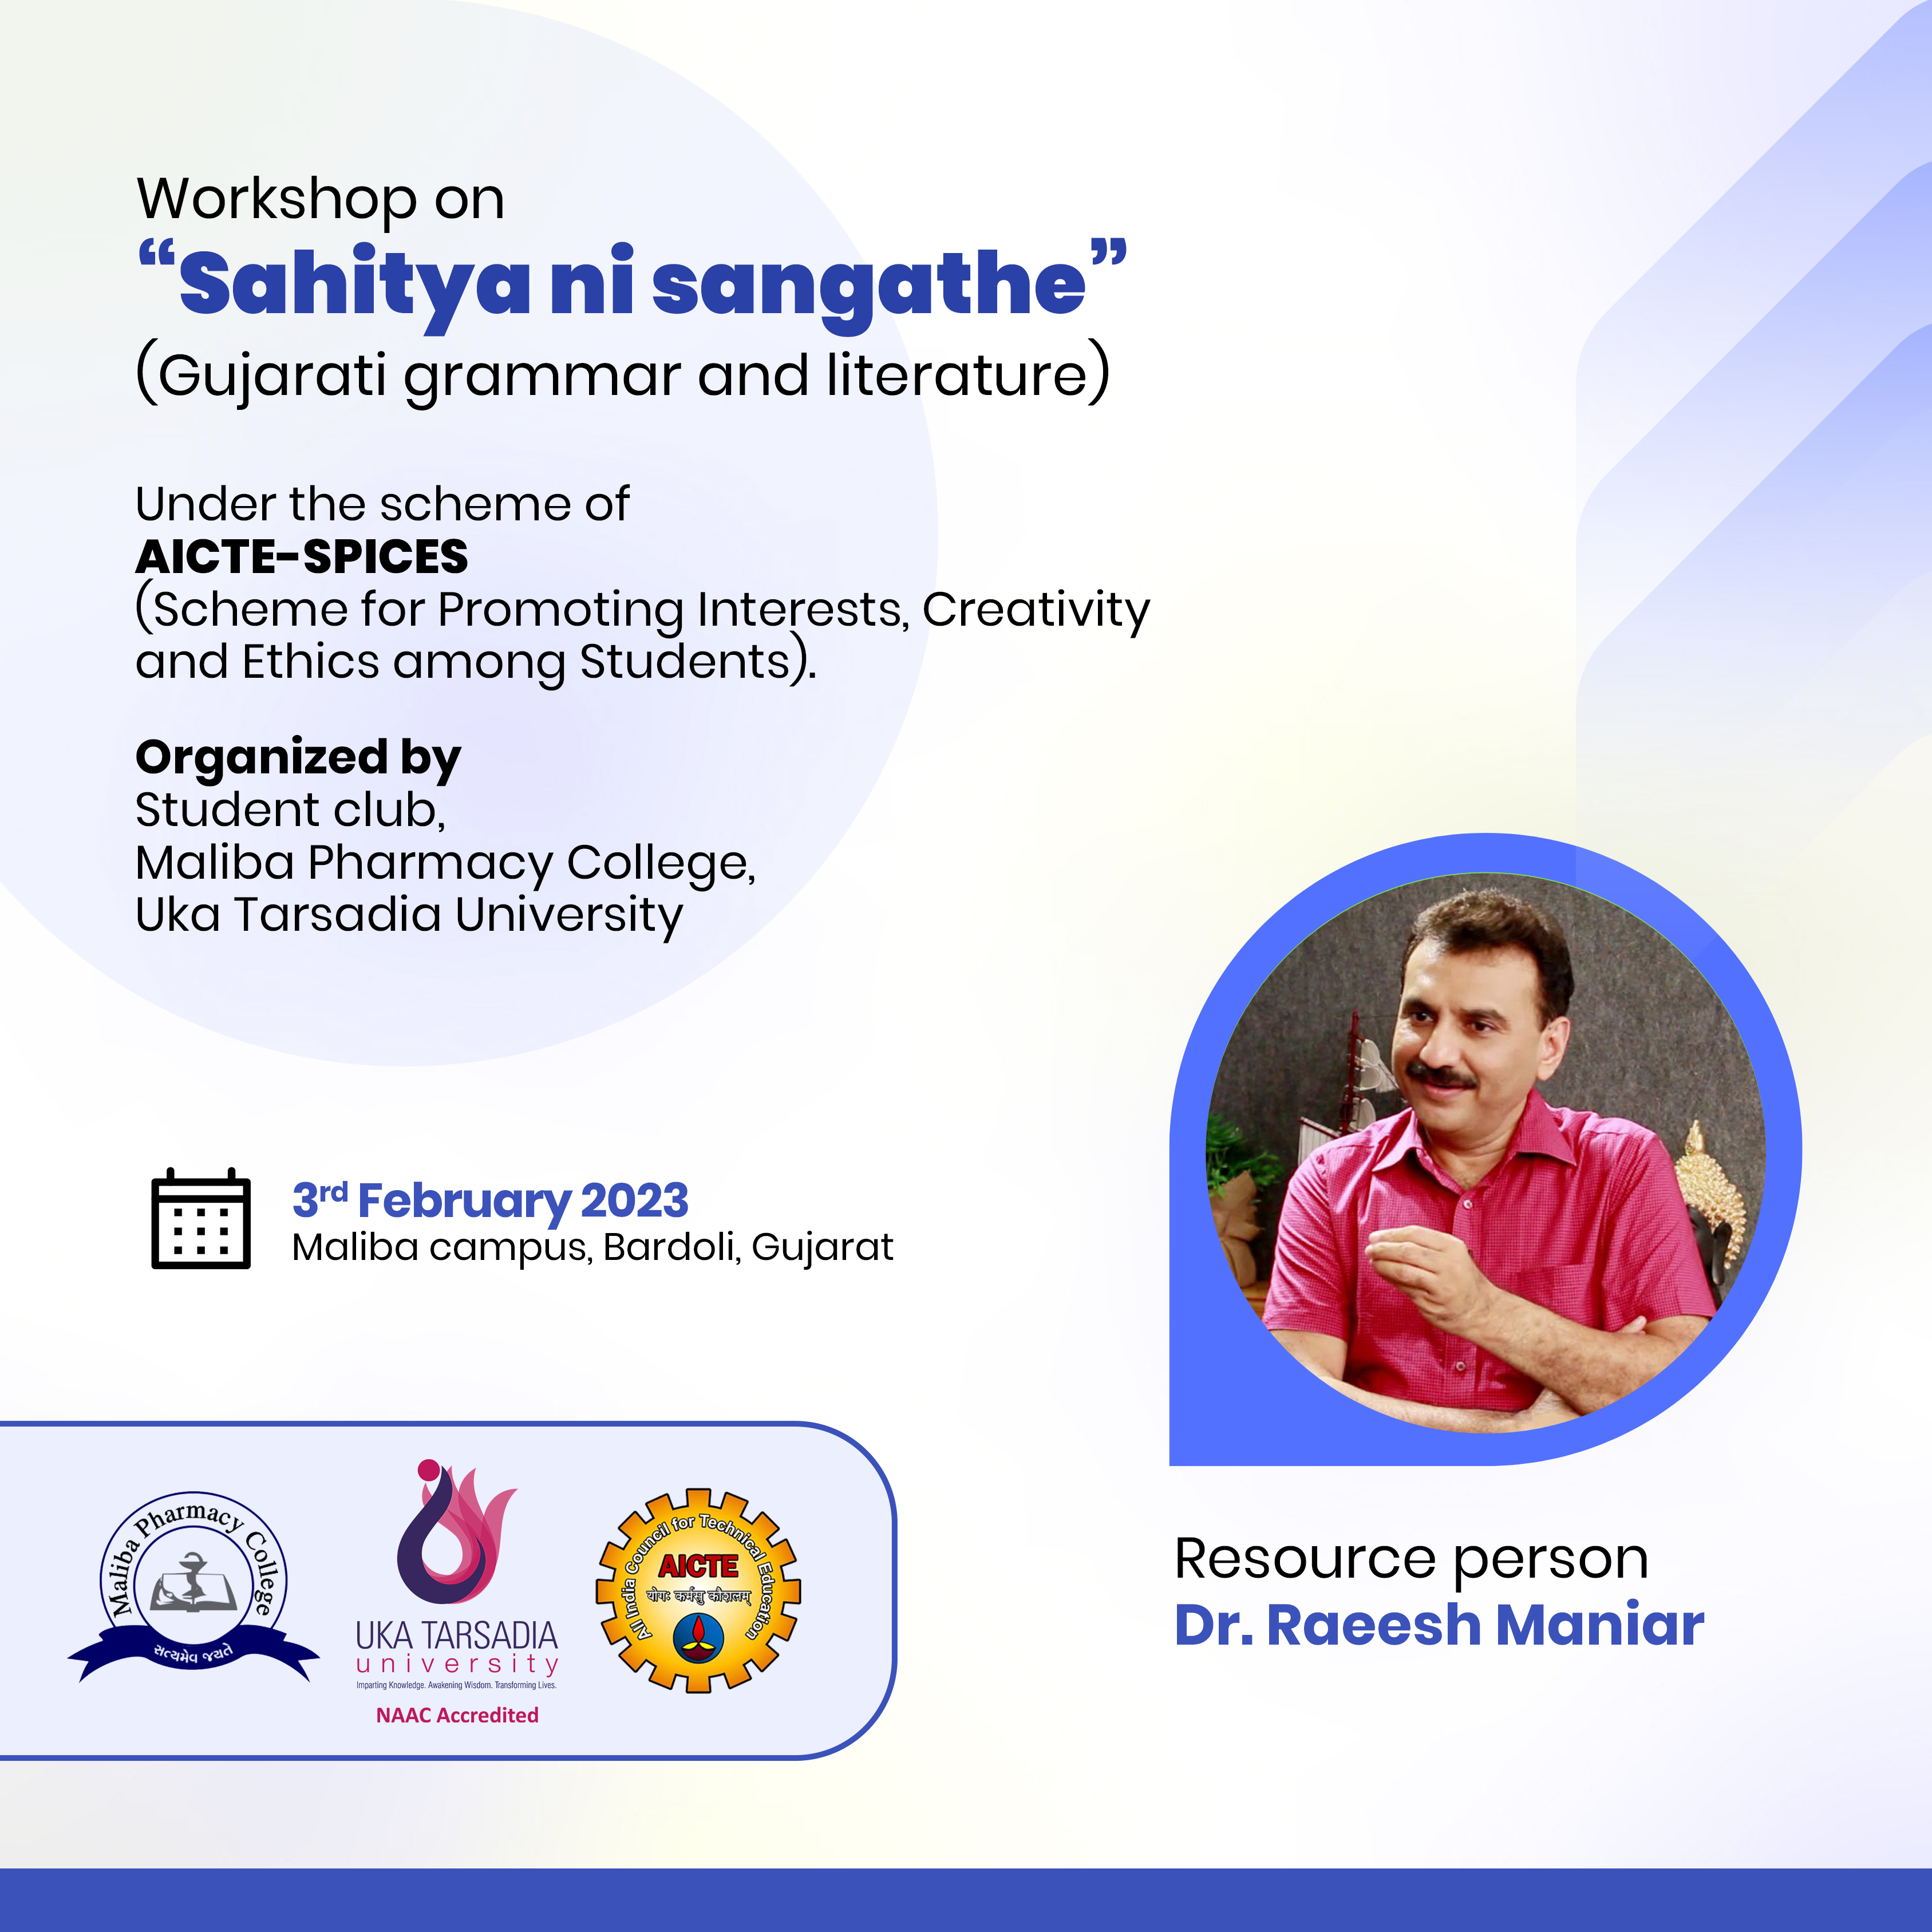 Workshop on
“Sahitya ni sangathe”
(Gujarati grammar and literature)
Under the scheme of
AICTE-SPICES
(Scheme for Promoting Interests, Creativity
and Ethics among Students).
Organized by
Student club,
Maliba Pharmacy College,
Uka Tarsadia University
3rd February 2023
Maliba campus, Bardoli, Gujarat
Maliba Pharmacy College
સત્યમેવ જયતે
UKA TARSADIA
university
Imparting Knowledge. Awakening Wisdom. Transforming Lives.
NAAC Accredited
All India Council for Technical Education
AICTE
योगः कर्मसु कौशलम्
Resource person
Dr. Raeesh Maniar